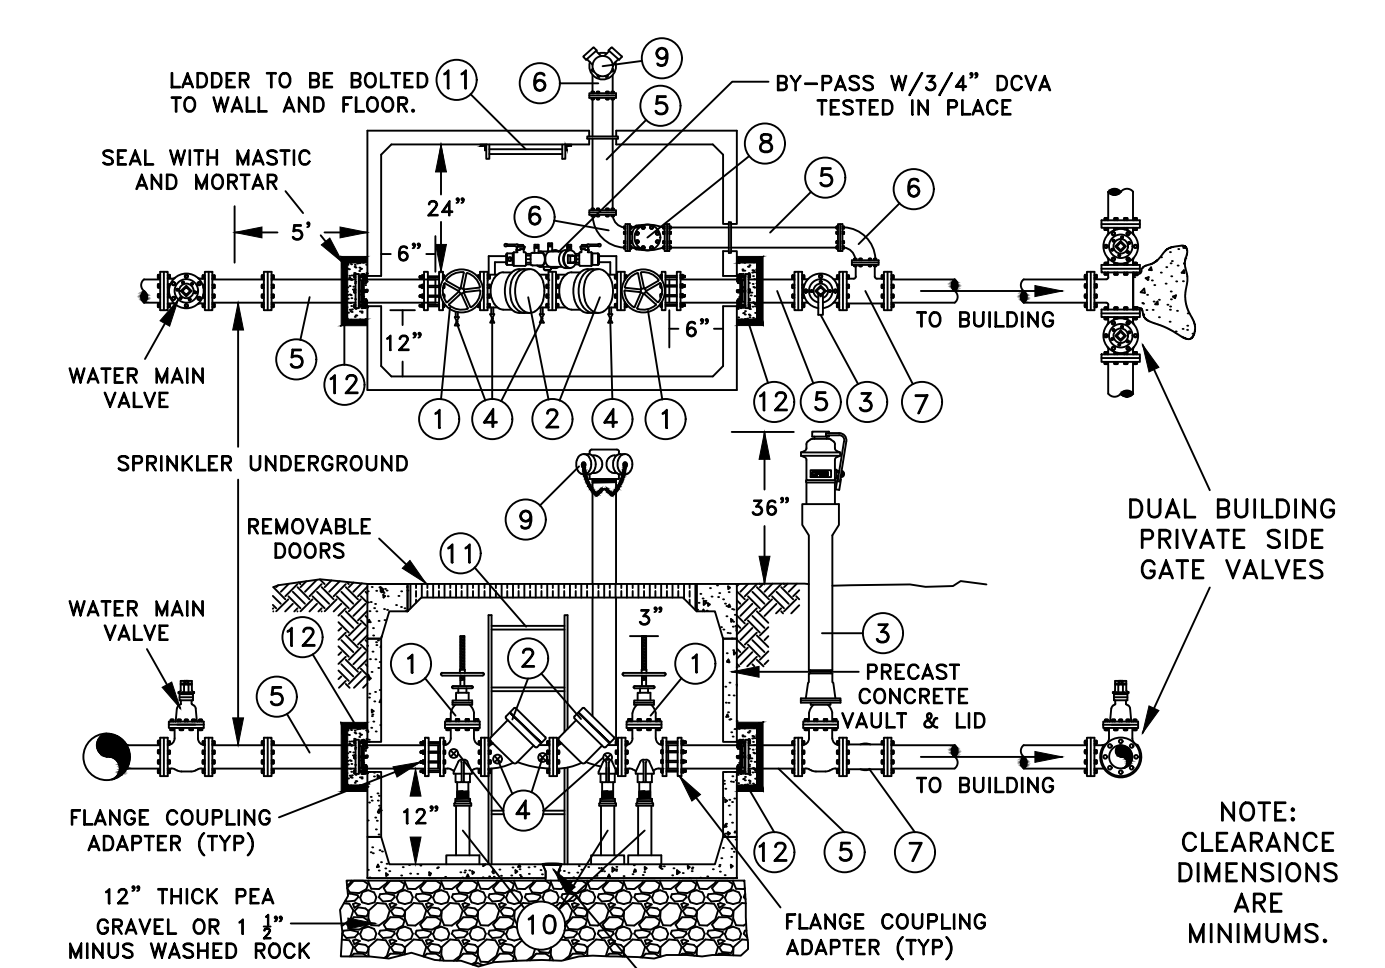 LADDER TO BE BOLTED
TO WALL AND FLOOR.
11
6
9
BY-PASS W/3/4” DCVA
TESTED IN PLACE
5
8
SEAL WITH MASTIC
AND MORTAR
5’
24”
6
5
6
6”
12”
6”
TO BUILDING
WATER MAIN
VALVE
5
12
1
4
2
4
1
12
5
3
7
SPRINKLER UNDERGROUND
9
36”
DUAL BUILDING
PRIVATE SIDE
GATE VALVES
REMOVABLE
DOORS
11
WATER MAIN
VALVE
12
5
1
2
3”
1
3
PRECAST
CONCRETE
VAULT & LID
TO BUILDING
FLANGE COUPLING
ADAPTER (TYP)
12”
4
12
5
7
NOTE:
CLEARANCE
DIMENSIONS
ARE
MINIMUMS.
12” THICK PEA
GRAVEL OR 1 1/2”
MINUS WASHED ROCK
10
FLANGE COUPLING
ADAPTER (TYP)